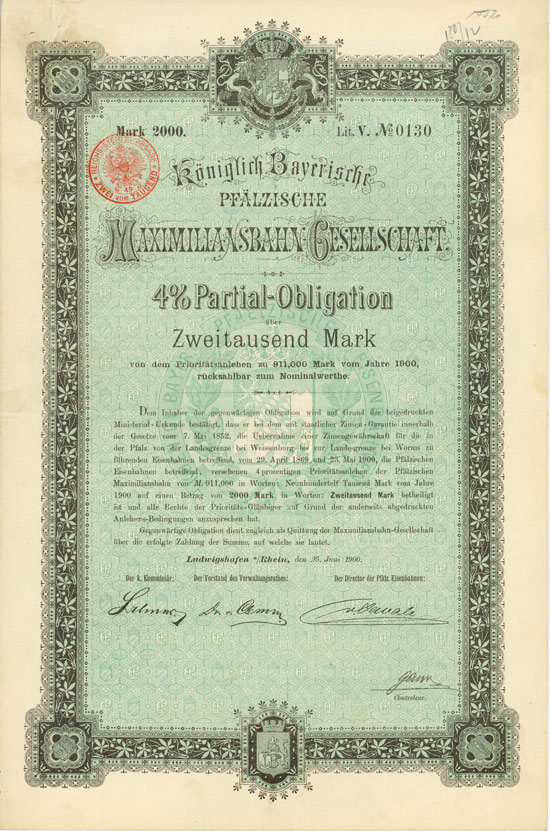 Mark 2000.
Lit. V. № 0130
Königlich Bayerische
PFÄLZISCHE
MAXIMILIANSBAHN-GESELLSCHAFT.
4% Partial-Obligation
über
Zweitausend Mark
von dem Prioritätsanlehen zu 911,000 Mark vom Jahre 1900,
rückzahlbar zum Nominalwerthe.
Dem Inhaber der gegenwärtigen Obligation wird auf Grund der beigedruckten
Ministerial-Urkunde bestätigt, dass er bei dem mit staatlicher Zinsen-Garantie innerhalb
der Gesetze vom 7. Mai 1852, die Uebernahme einer Zinsengewährschaft für die in
der Pfalz von der Landesgrenze bei Weissenburg bis zur Landesgrenze bei Worms zu
führenden Eisenbahnen betreffend, vom 29. April 1869 und 25. Mai 1900, die Pfälzischen
Eisenbahnen betreffend, versehenen 4prozentigen Prioritätsanlehen der Pfälzischen
Maximiliansbahn von M. 911,000 in Worten: Neunhundertelf Tausend Mark vom Jahre
1900 auf einen Betrag von 2000 Mark in Worten: Zweitausend Mark betheiligt
ist und alle Rechte der Prioritäts-Gläubiger auf Grund der anderseits abgedruckten
Anlehens-Bedingungen anzusprechen hat.
Gegenwärtige Obligation dient zugleich als Quittung der Maximiliansbahn-Gesellschaft
über die erfolgte Zahlung der Summe, auf welche sie lautet.
Ludwigshafen a/Rhein, den 25. Juni 1900.
Der k. Kommissär:
Der Vorstand des Verwaltungsrathes:
Der Director der Pfälz. Eisenbahnen:
Controleur.